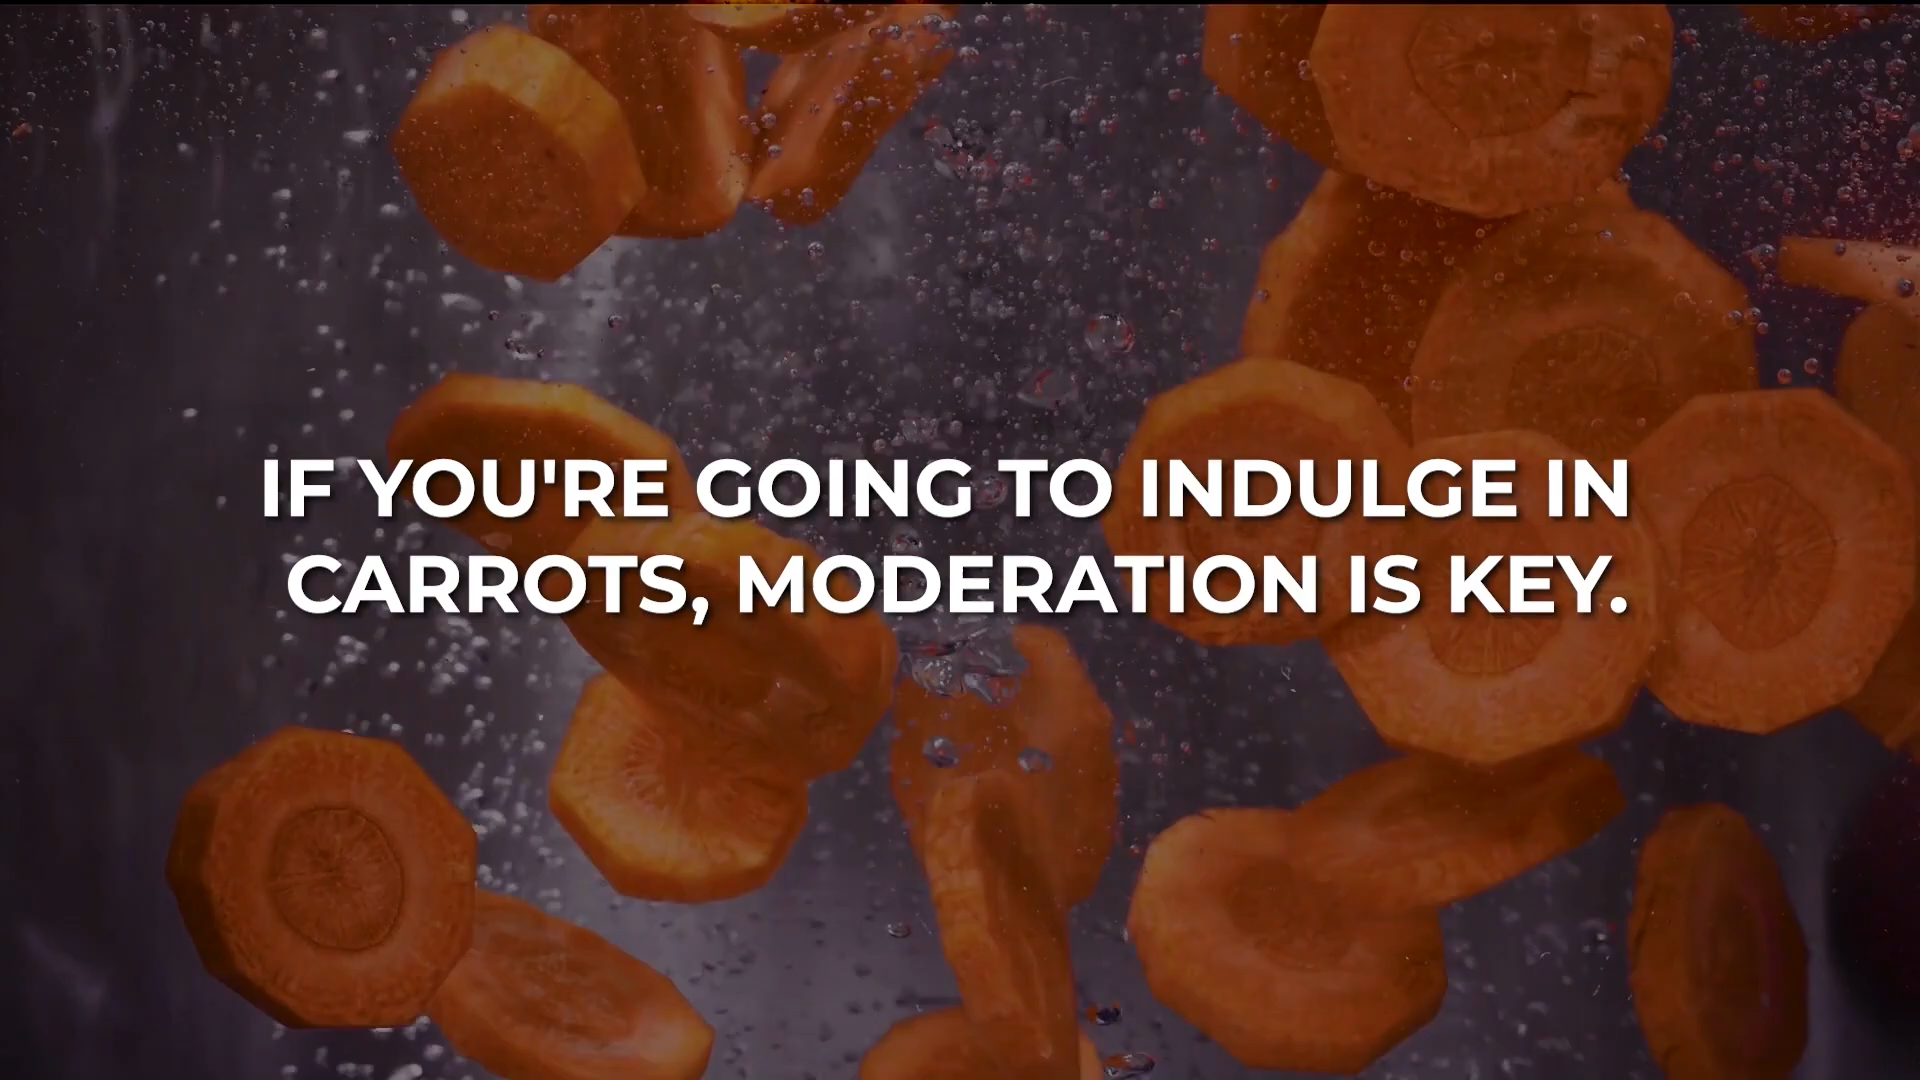 IF YOU'RE GOING TO INDULGE IN
CARROTS, MODERATION IS KEY.